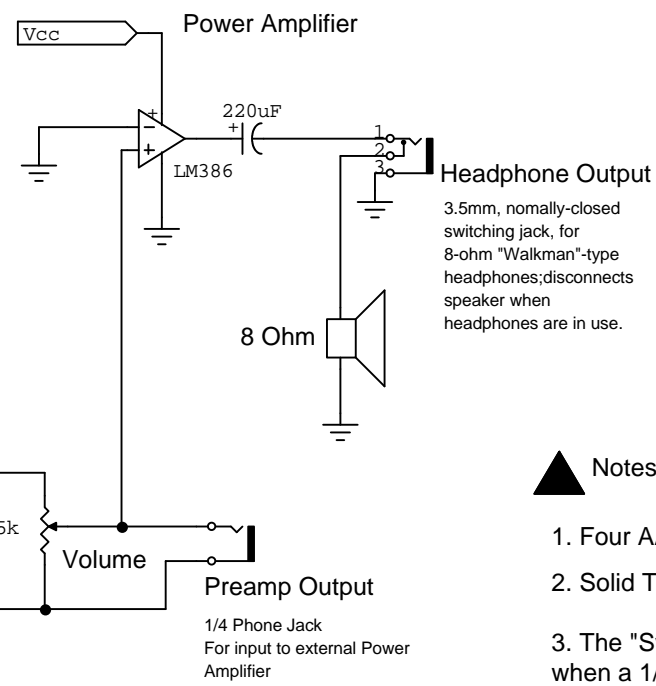 Power Amplifier
Vcc
220uF
+
+
-
+
LM386
1
2
3
Headphone Output
3.5mm, nomally-closed
switching jack, for
8-ohm "Walkman"-type
headphones;disconnects
speaker when
headphones are in use.
8 Ohm
Notes
5k
Volume
1. Four A
2. Solid T
Preamp Output
1/4 Phone Jack
For input to external Power
Amplifier
3. The "S
when a 1/